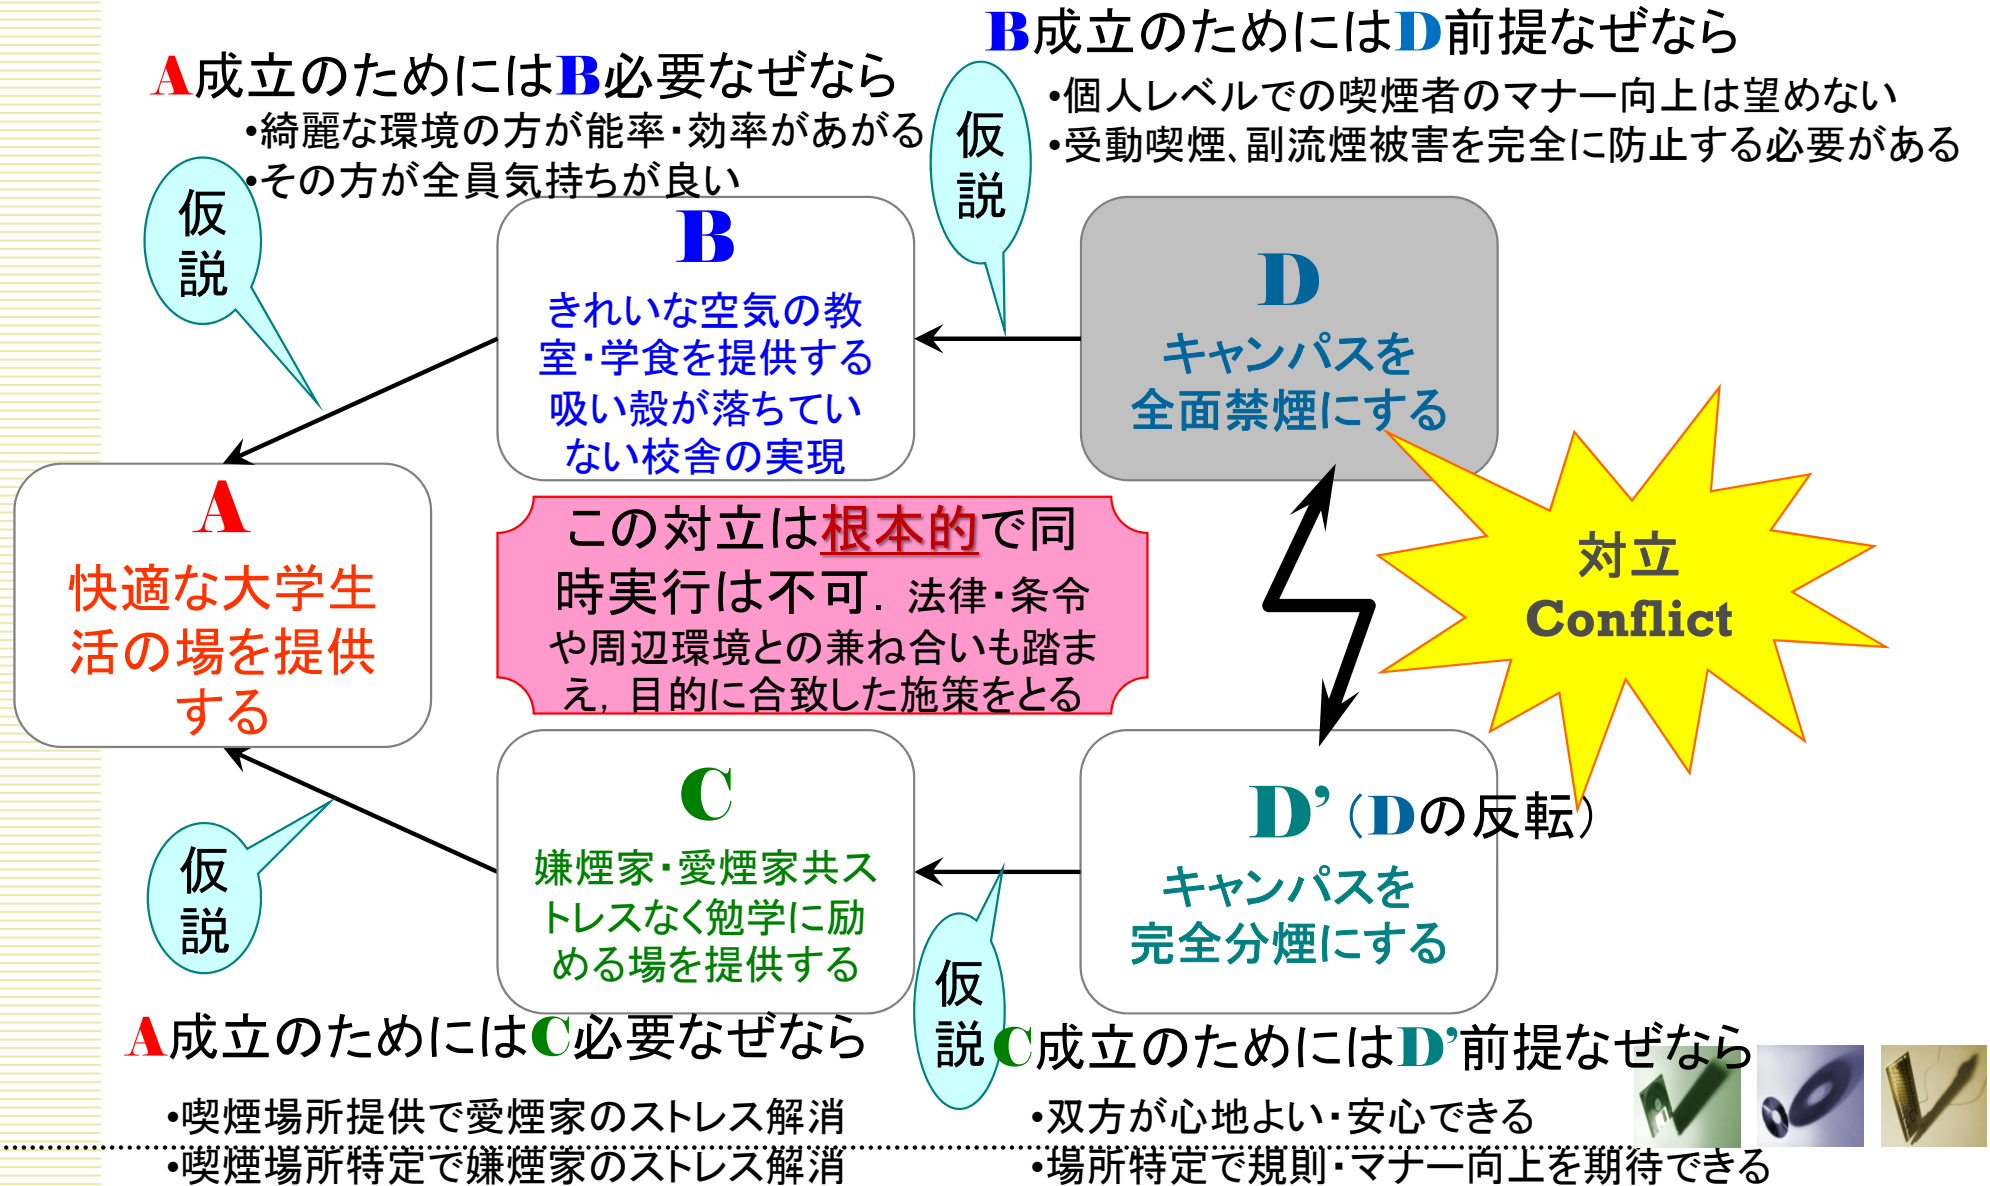 A成立のためにはB必要なぜなら
•綺麗な環境の方が能率・効率があがる
•その方が全員気持ちが良い
仮
説
B成立のためにはD前提なぜなら
•個人レベルでの喫煙者のマナー向上は望めない
•受動喫煙、副流煙被害を完全に防止する必要がある
仮
説
B
きれいな空気の教
室・学食を提供する
吸い殻が落ちてい
ない校舎の実現
D
キャンパスを
全面禁煙にする
A
快適な大学生
活の場を提供
する
この対立は根本的で同
時実行は不可．法律・条令
や周辺環境との兼ね合いも踏ま
え，目的に合致した施策をとる
対立
Conflict
C
嫌煙家・愛煙家共ス
トレスなく勉学に励
める場を提供する
D’（Dの反転）
キャンパスを
完全分煙にする
仮
説
A成立のためにはC必要なぜなら
•喫煙場所提供で愛煙家のストレス解消
•喫煙場所特定で嫌煙家のストレス解消
仮
説
C成立のためにはD’前提なぜなら
•双方が心地よい・安心できる
•場所特定で規則・マナー向上を期待できる